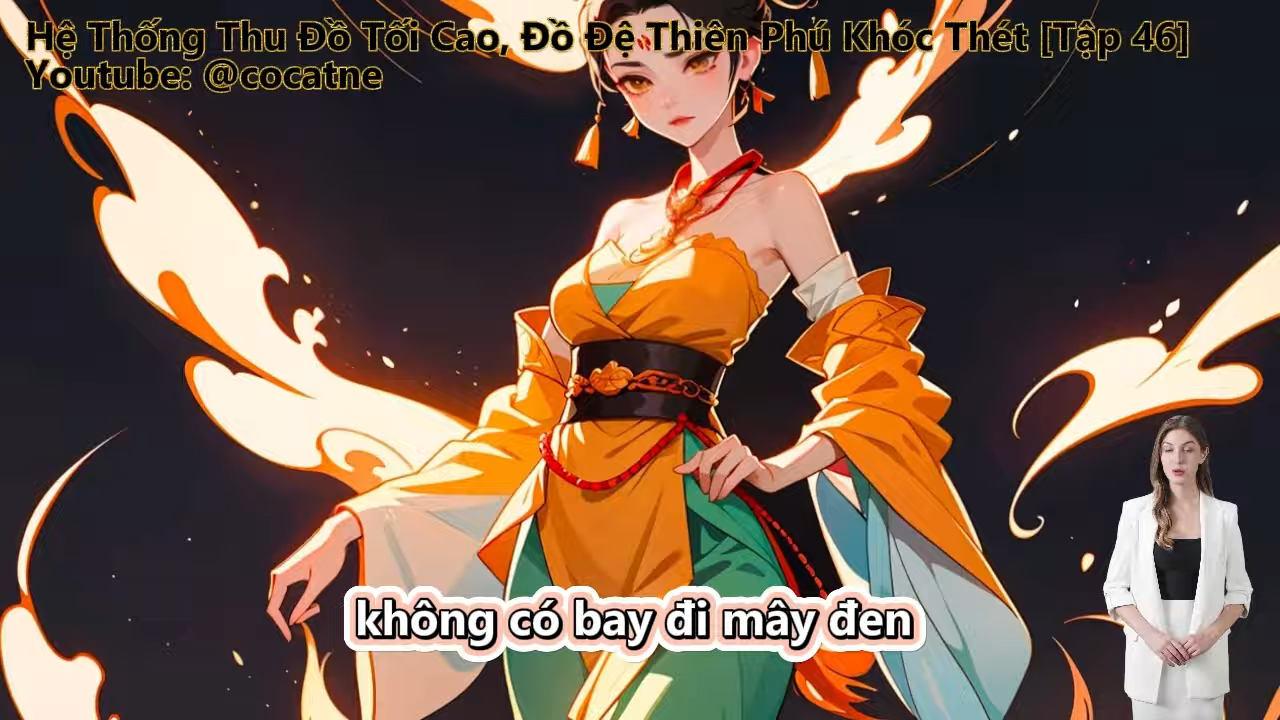 Hệ Thống Thu Đồ Tối Cao, Đồ Đệ Thiên Phú Khóc Thét [Tập 46]
Youtube: @cocatne
không có bay đi mây đen